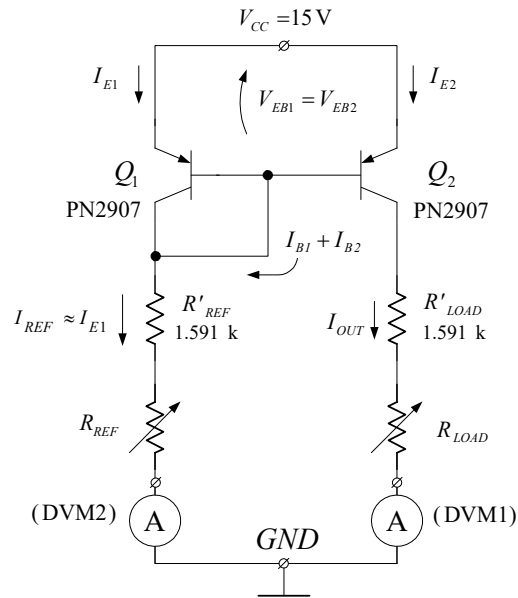 V_CC = 15 V
I_E1
I_E2
V_EB1 = V_EB2
Q_1
Q_2
PN2907
PN2907
I_B1 + I_B2
R'_REF
1.591 k
R'_LOAD
1.591 k
I_REF ≈ I_E1
I_OUT
R_REF
R_LOAD
(DVM2)
A
A
(DVM1)
GND